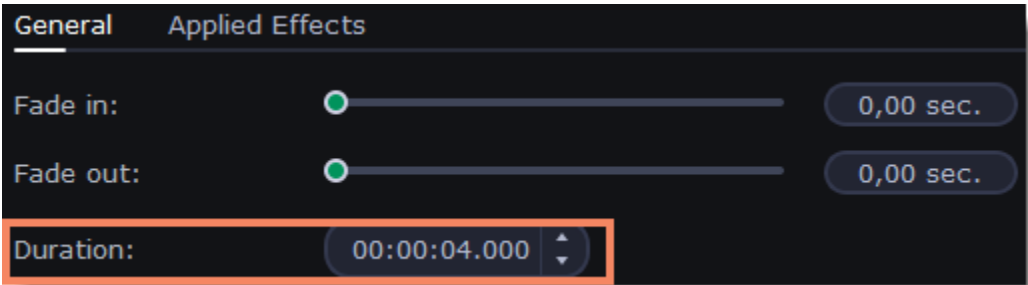 General Applied Effects
Fade in: 0,00 sec.
Fade out: 0,00 sec.
Duration: 00:00:04.000